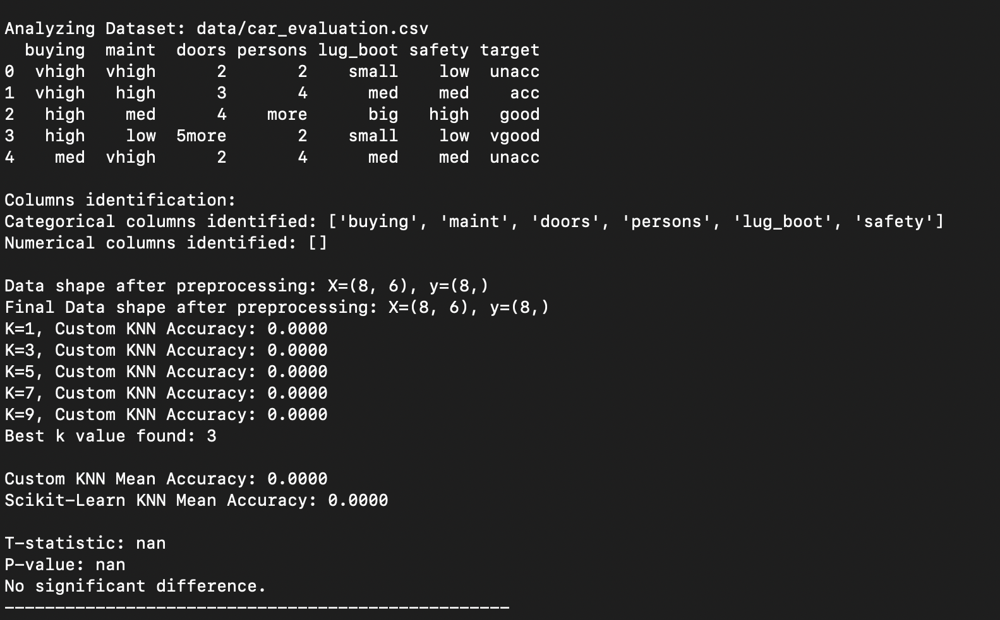 Analyzing Dataset: data/car_evaluation.csv
  buying  maint  doors persons lug_boot safety target
0  vhigh  vhigh      2       2    small    low  unacc
1  vhigh   high      3       4      med    med    acc
2   high    med      4    more      big   high   good
3   high    low  5more       2    small    low  vgood
4    med  vhigh      2       4      med    med  unacc
Columns identification:
Categorical columns identified: ['buying', 'maint', 'doors', 'persons', 'lug_boot', 'safety']
Numerical columns identified: []
Data shape after preprocessing: X=(8, 6), y=(8,)
Final Data shape after preprocessing: X=(8, 6), y=(8,)
K=1, Custom KNN Accuracy: 0.0000
K=3, Custom KNN Accuracy: 0.0000
K=5, Custom KNN Accuracy: 0.0000
K=7, Custom KNN Accuracy: 0.0000
K=9, Custom KNN Accuracy: 0.0000
Best k value found: 3
Custom KNN Mean Accuracy: 0.0000
Scikit-Learn KNN Mean Accuracy: 0.0000
T-statistic: nan
P-value: nan
No significant difference.
--------------------------------------------------